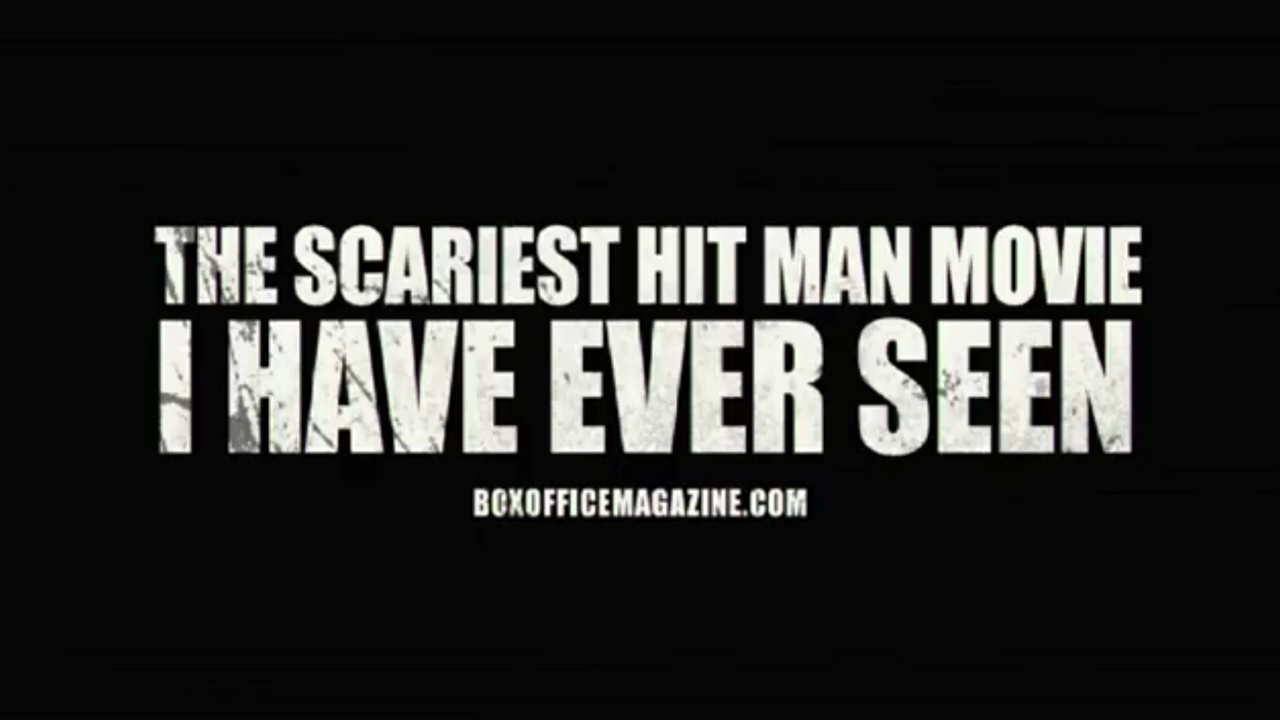 THE SCARIEST HIT MAN MOVIE
I HAVE EVER SEEN
BOXOFFICEMAGAZINE.COM